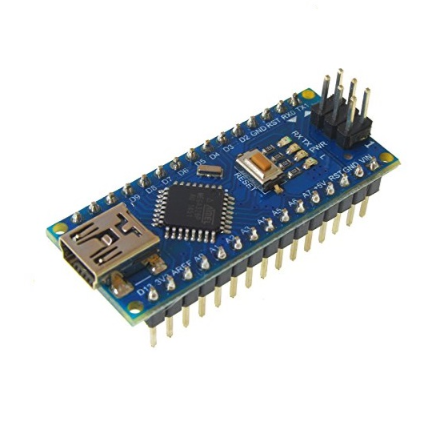 D9 D8 D7 D6 D5 D4 D3 D2 GND RST RX0 TX1
RX TX
PWR
L
RESET
1
D13 3V3 AREF A0 A1 A2 A3 A4 A5 A6 A7 +5V RST GND VIN